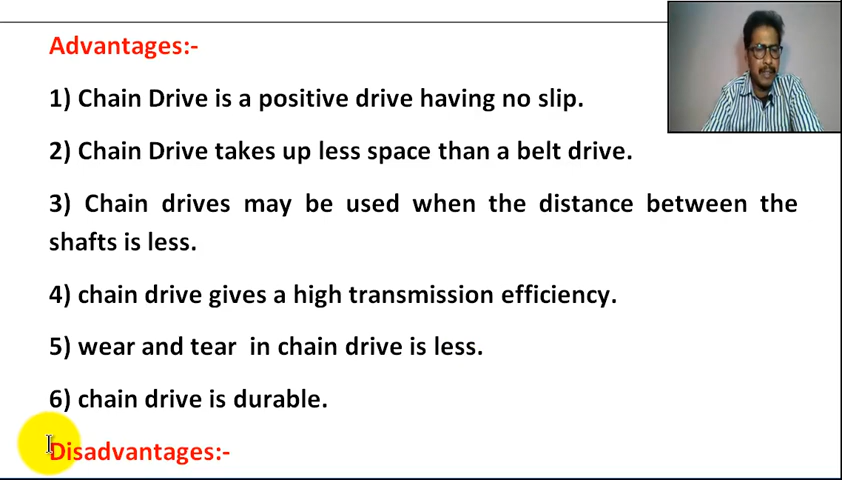 Advantages:-
1) Chain Drive is a positive drive having no slip.
2) Chain Drive takes up less space than a belt drive.
3) Chain drives may be used when the distance between the
shafts is less.
4) chain drive gives a high transmission efficiency.
5) wear and tear in chain drive is less.
6) chain drive is durable.
Disadvantages:-